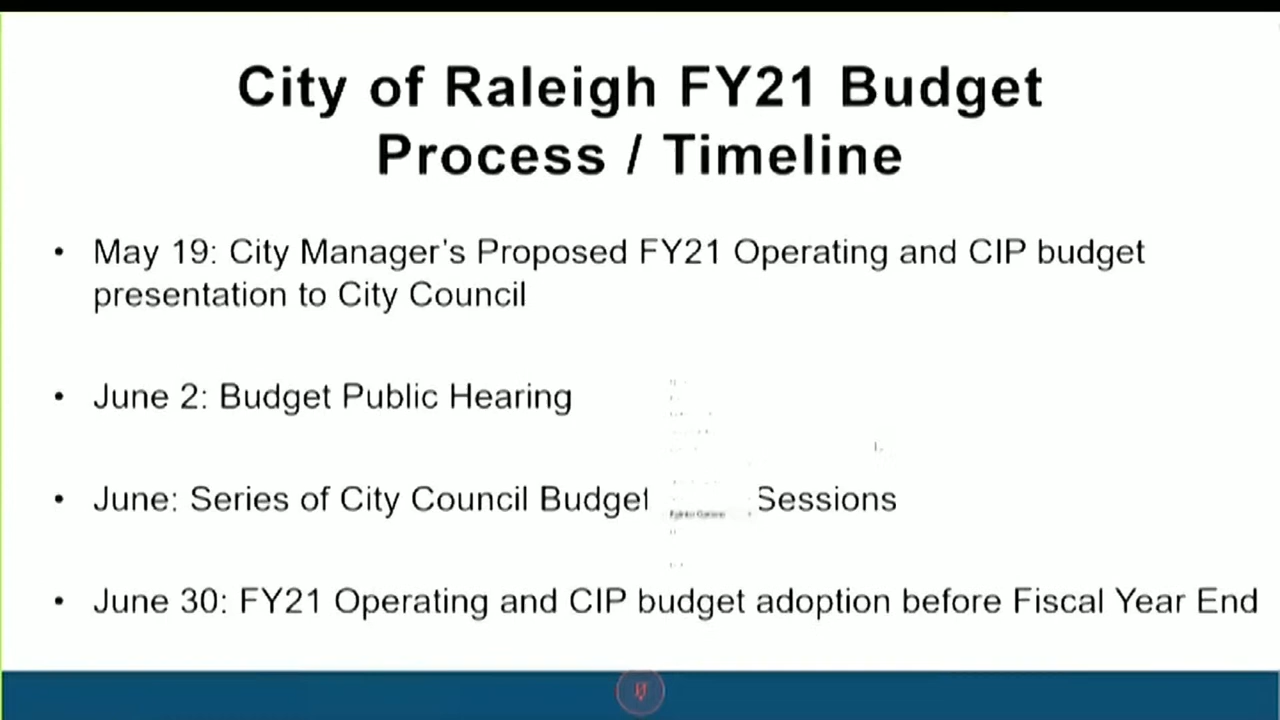 City of Raleigh FY21 Budget
Process / Timeline
• May 19: City Manager's Proposed FY21 Operating and CIP budget
presentation to City Council
• June 2: Budget Public Hearing
• June: Series of City Council Budget Sessions
• June 30: FY21 Operating and CIP budget adoption before Fiscal Year End